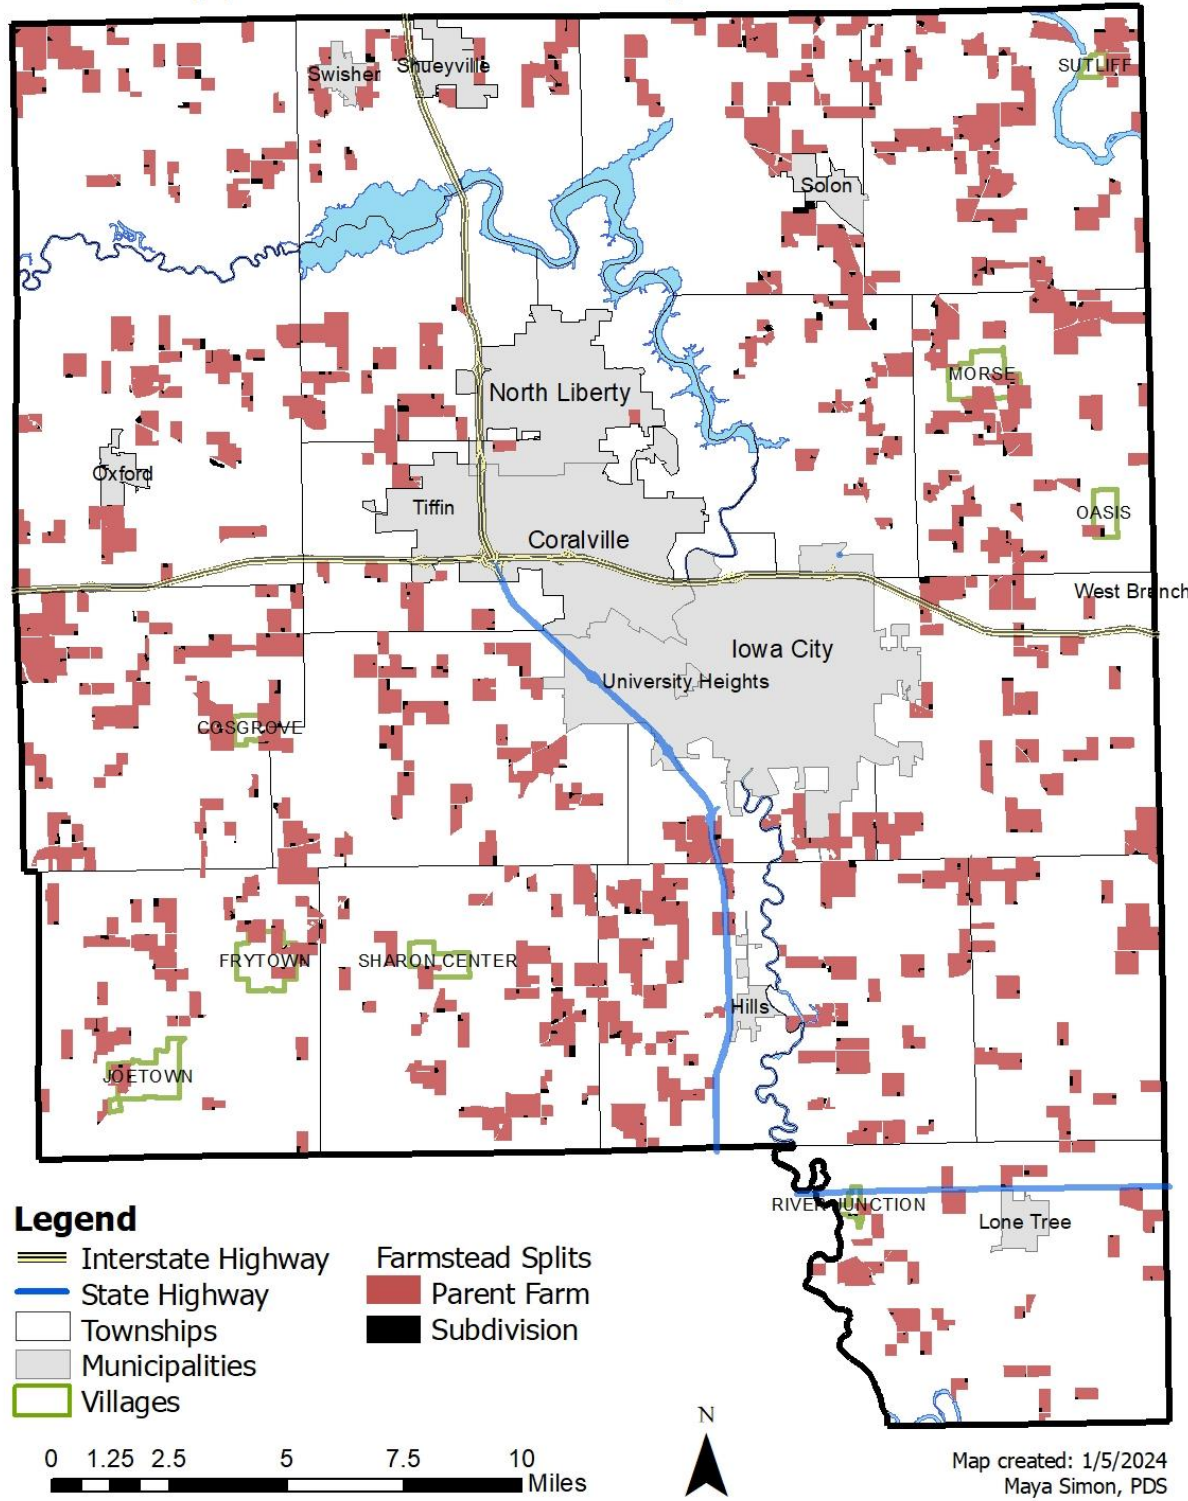 Swisher
Shueyville
SUTLIFF
Solon
MORSE
North Liberty
Oxford
Tiffin
OASIS
Coralville
West Branch
Iowa City
University Heights
COSGROVE
FRYTOWN
SHARON CENTER
Hills
JOETOWN
RIVER JUNCTION
Lone Tree
Legend
Interstate Highway
State Highway
Townships
Municipalities
Villages
Farmstead Splits
Parent Farm
Subdivision
0 1.25 2.5 5 7.5 10
Miles
N
Map created: 1/5/2024
Maya Simon, PDS